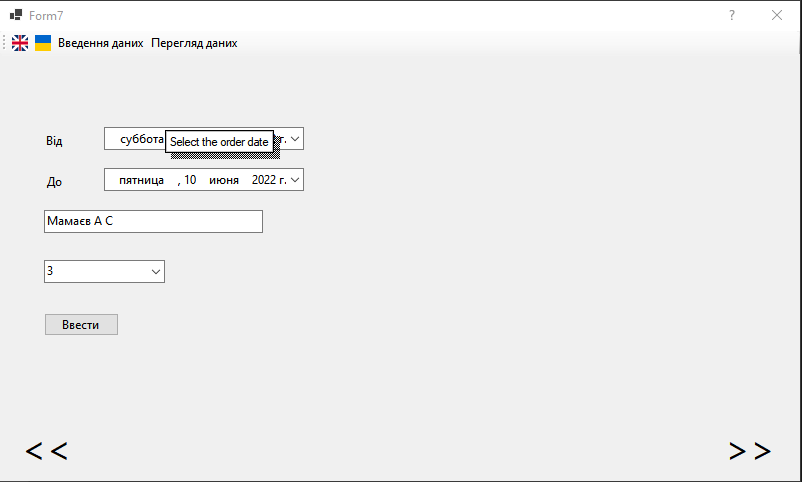 Form7 ?
Введення даних Перегляд даних
Від суббота Select the order date г.
До пятница , 10 июня 2022 г.
Мамаєв А С
3
Ввести
<< >>